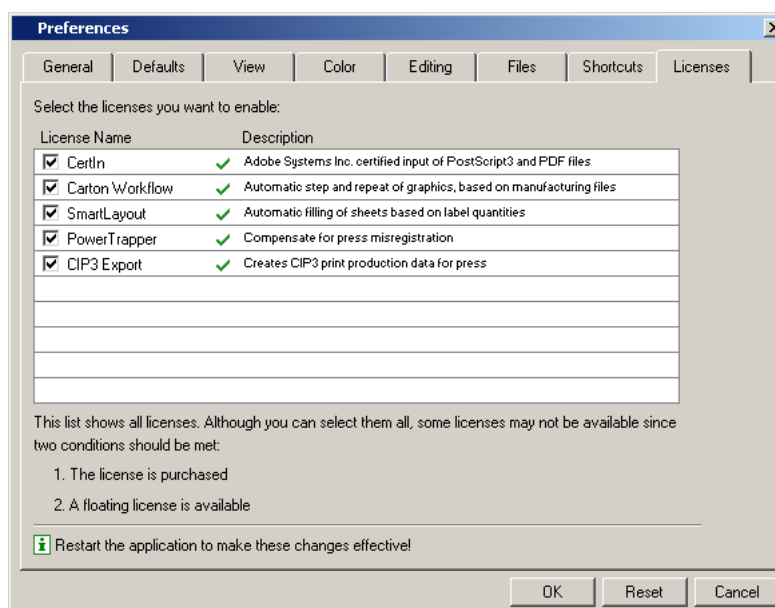 Preferences
General Defaults View Color Editing Files Shortcuts Licenses
Select the licenses you want to enable:
License Name Description
CertIn Adobe Systems Inc. certified input of PostScript3 and PDF files
Carton Workflow Automatic step and repeat of graphics, based on manufacturing files
SmartLayout Automatic filling of sheets based on label quantities
PowerTrapper Compensate for press misregistration
CIP3 Export Creates CIP3 print production data for press
This list shows all licenses. Although you can select them all, some licenses may not be available since
two conditions should be met:
1. The license is purchased
2. A floating license is available
Restart the application to make these changes effective!
OK Reset Cancel